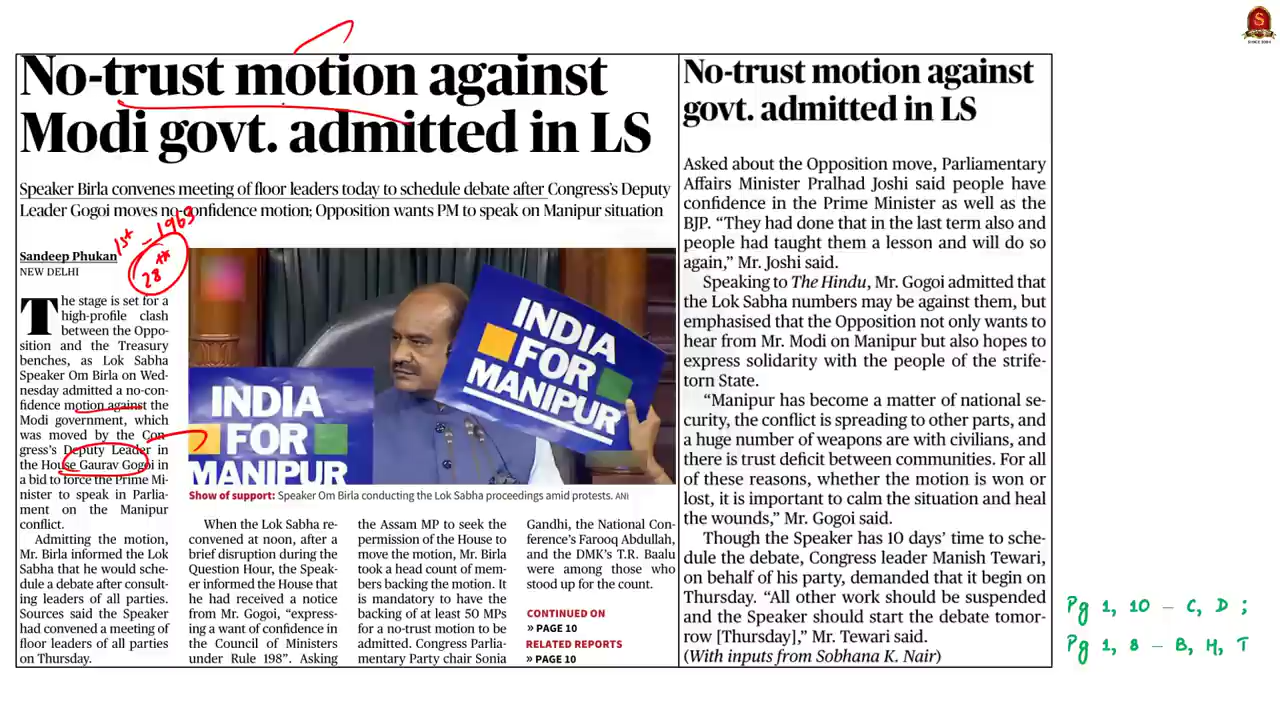 No-trust motion against
Modi govt. admitted in LS
Speaker Birla convenes meeting of floor leaders today to schedule debate after Congress's Deputy
Leader Gogoi moves no-confidence motion; Opposition wants PM to speak on Manipur situation
1st - 1963
28th
Sandeep Phukan
NEW DELHI
The stage is set for a
high-profile clash
between the Oppo-
sition and the Treasury
benches, as Lok Sabha
Speaker Om Birla on Wed-
nesday admitted a no-con-
fidence motion against the
Modi government, which
was moved by the Con-
gress's Deputy Leader in
the House Gaurav Gogoi in
a bid to force the Prime Mi-
nister to speak in Parlia-
ment on the Manipur
conflict.
Admitting the motion,
Mr. Birla informed the Lok
Sabha that he would sche-
dule a debate after consult-
ing leaders of all parties.
Sources said the Speaker
had convened a meeting of
floor leaders of all parties
on Thursday.
INDIA
FOR
MANIPUR
INDIA
FOR
MANIPUR
Show of support: Speaker Om Birla conducting the Lok Sabha proceedings amid protests. ANI
When the Lok Sabha re-
convened at noon, after a
brief disruption during the
Question Hour, the Speak-
er informed the House that
he had received a notice
from Mr. Gogoi, "express-
ing a want of confidence in
the Council of Ministers
under Rule 198". Asking
the Assam MP to seek the
permission of the House to
move the motion, Mr. Birla
took a head count of mem-
bers backing the motion. It
is mandatory to have the
backing of at least 50 MPs
for a no-trust motion to be
admitted. Congress Parlia-
mentary Party chair Sonia
Gandhi, the National Con-
ference's Farooq Abdullah,
and the DMK's T.R. Baalu
were among those who
stood up for the count.
CONTINUED ON
» PAGE 10
RELATED REPORTS
» PAGE 10
No-trust motion against
govt. admitted in LS
Asked about the Opposition move, Parliamentary
Affairs Minister Pralhad Joshi said people have
confidence in the Prime Minister as well as the
BJP. "They had done that in the last term also and
people had taught them a lesson and will do so
again," Mr. Joshi said.
Speaking to The Hindu, Mr. Gogoi admitted that
the Lok Sabha numbers may be against them, but
emphasised that the Opposition not only wants to
hear from Mr. Modi on Manipur but also hopes to
express solidarity with the people of the strife-
torn State.
"Manipur has become a matter of national se-
curity, the conflict is spreading to other parts, and
a huge number of weapons are with civilians, and
there is trust deficit between communities. For all
of these reasons, whether the motion is won or
lost, it is important to calm the situation and heal
the wounds," Mr. Gogoi said.
Though the Speaker has 10 days' time to sche-
dule the debate, Congress leader Manish Tewari,
on behalf of his party, demanded that it begin on
Thursday. "All other work should be suspended
and the Speaker should start the debate tomor-
row [Thursday]," Mr. Tewari said.
(With inputs from Sobhana K. Nair)
Pg 1, 10 - C, D ;
Pg 1, 8 - B, H, T
S
SINCE 2004